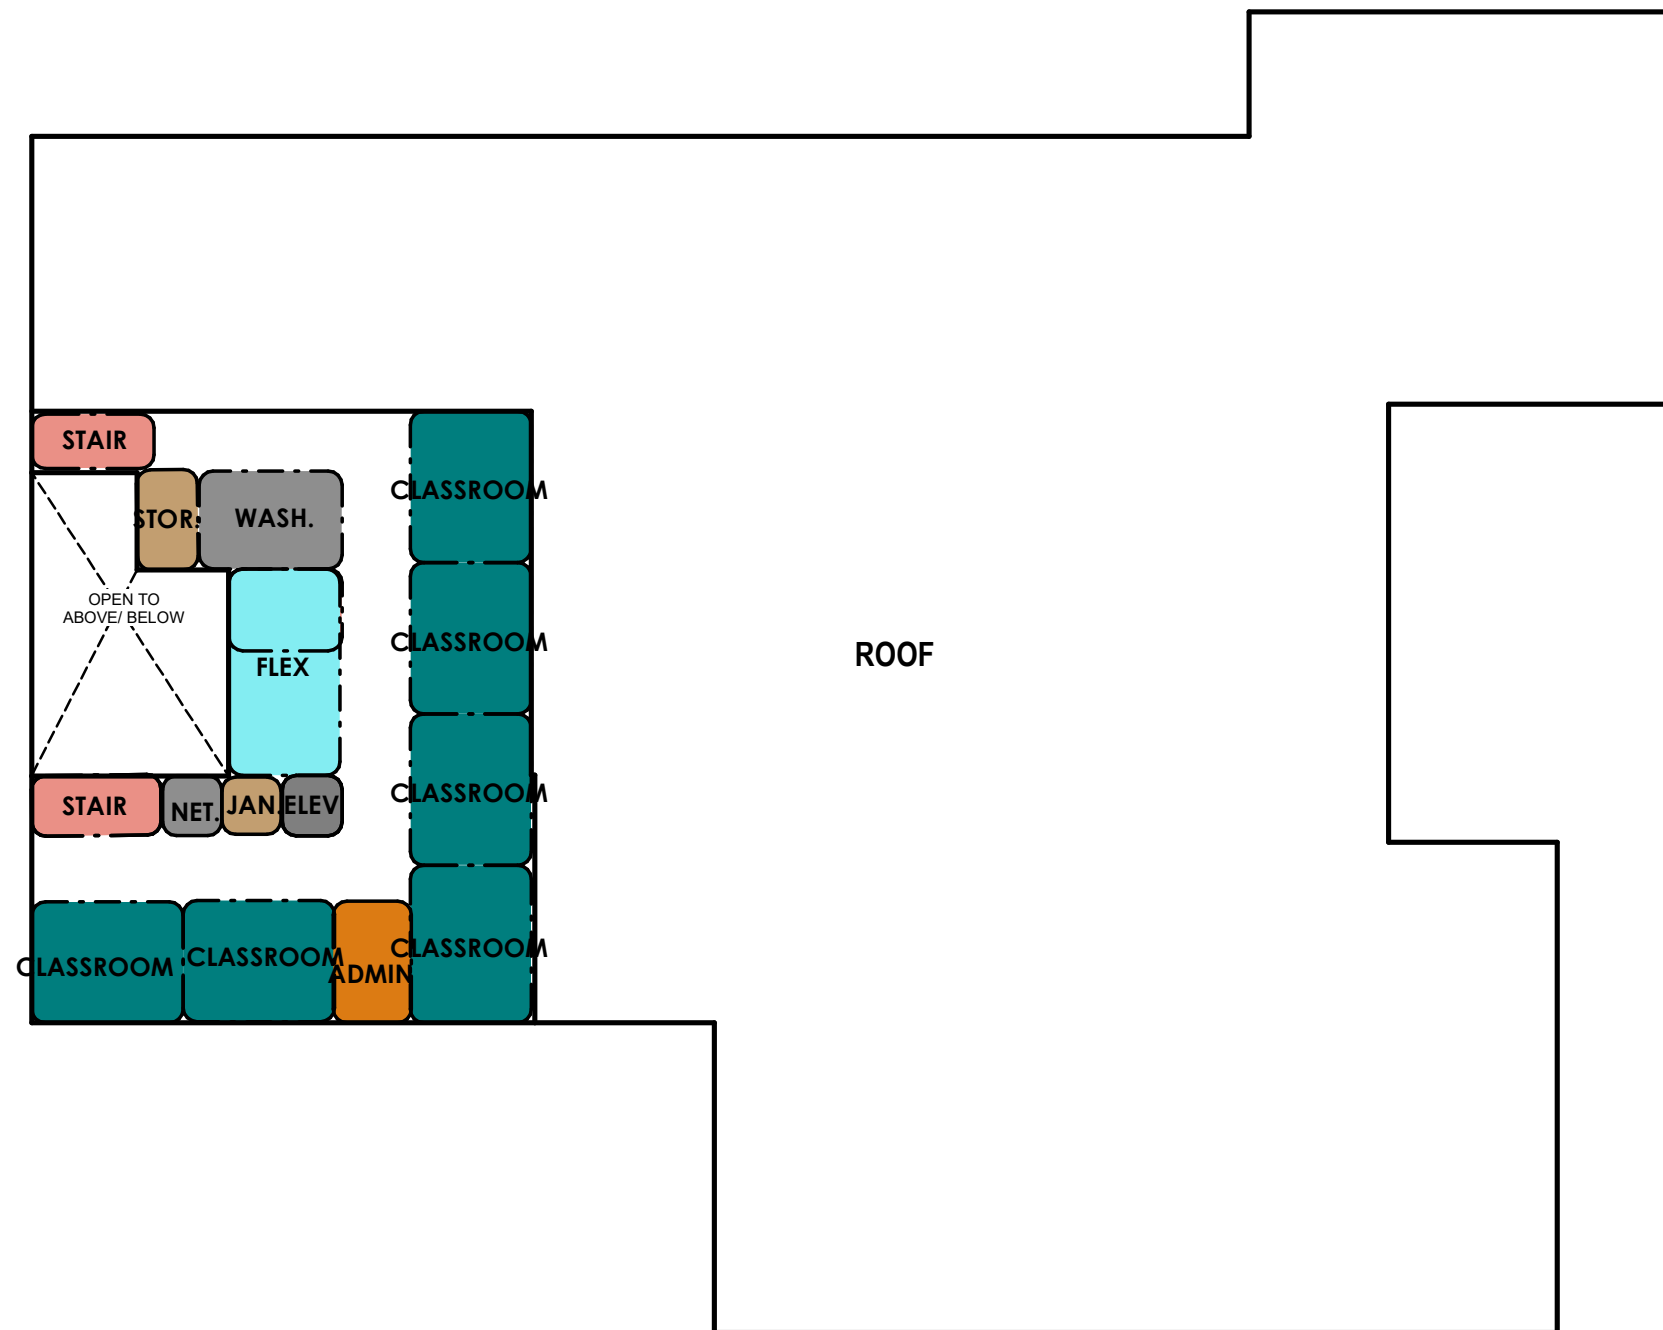 STAIR
CLASSROOM
STOR.
WASH.
OPEN TO
ABOVE/ BELOW
CLASSROOM
FLEX
ROOF
CLASSROOM
STAIR
NET.
JAN.
ELEV
CLASSROOM
CLASSROOM
CLASSROOM
ADMIN